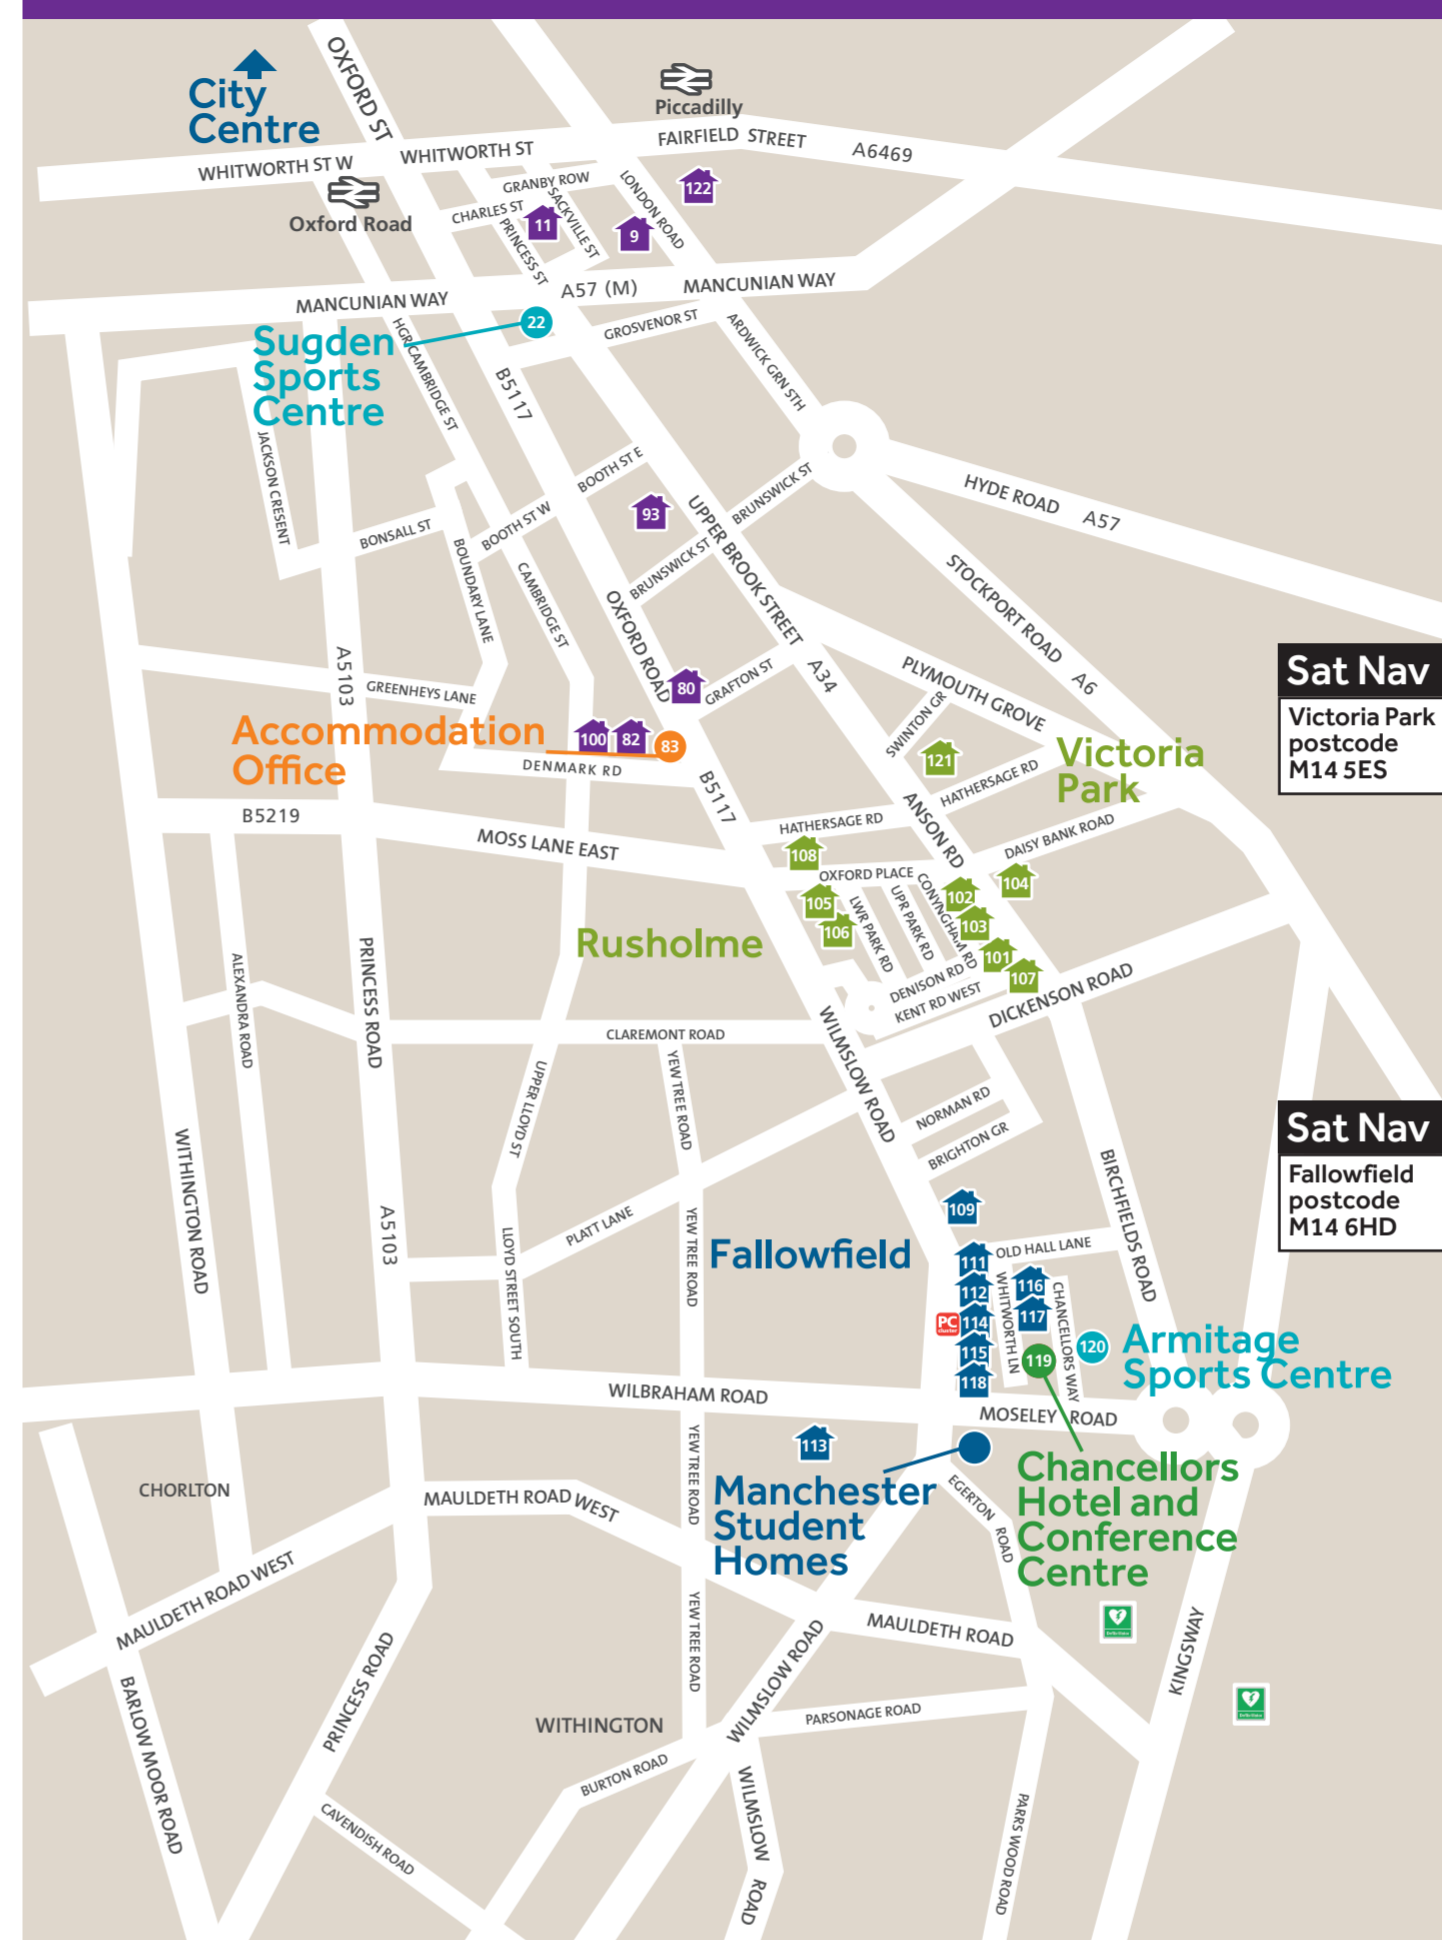 OXFORD ST
City
Centre
Piccadilly
FAIRFIELD STREET
A6469
WHITWORTH ST W
WHITWORTH ST
GRANBY ROW
LONDON ROAD
122
Oxford Road
CHARLES ST
SACKVILLE ST
11
9
PRINCESS ST
MANCUNIAN WAY
A57 (M)
MANCUNIAN WAY
22
GROSVENOR ST
ARDWICK GRN STH
Sugden
Sports
Centre
HGR CAMBRIDGE ST
B5117
JACKSON CRESENT
BOOTH ST E
BRUNSWICK ST
HYDE ROAD
A57
BONSALL ST
BOOTH ST W
93
UPPER BROOK STREET
BOUNDARY LANE
CAMBRIDGE ST
BRUNSWICK ST
STOCKPORT ROAD
A6
OXFORD ROAD
A5103
GREENHEYS LANE
80
GRAFTON ST
A34
PLYMOUTH GROVE
SWINTON GR
Sat Nav
Victoria Park
postcode
M14 5ES
Accommodation
Office
100
82
83
DENMARK RD
121
Victoria
Park
B5117
HATHERSAGE RD
B5219
MOSS LANE EAST
HATHERSAGE RD
ANSON RD
DAISY BANK ROAD
108
OXFORD PLACE
104
105
102
106
103
101
107
LWR PARK RD
UPR PARK RD
CONYNGHAM RD
Rusholme
DENISON RD
KENT RD WEST
DICKENSON ROAD
ALEXANDRA ROAD
PRINCESS ROAD
CLAREMONT ROAD
WILMSLOW ROAD
UPPER LLOYD ST
YEW TREE ROAD
NORMAN RD
BRIGHTON GR
Sat Nav
Fallowfield
postcode
M14 6HD
WITHINGTON ROAD
A5103
PLATT LANE
LLOYD STREET SOUTH
YEW TREE ROAD
Fallowfield
109
BIRCHFIELDS ROAD
OLD HALL LANE
111
112
116
117
PC
114
115
118
WHITWORTH LN
CHANCELLORS WAY
119
120
Armitage
Sports Centre
WILBRAHAM ROAD
MOSELEY ROAD
113
CHORLTON
MAULDETH ROAD WEST
YEW TREE ROAD
Manchester
Student
Homes
EGERTON ROAD
Chancellors
Hotel and
Conference
Centre
MAULDETH ROAD WEST
YEW TREE ROAD
MAULDETH ROAD
KINGSWAY
PRINCESS ROAD
BARLOW MOOR ROAD
WITHINGTON
WILMSLOW ROAD
PARSONAGE ROAD
BURTON ROAD
CAVENDISH ROAD
WILMSLOW ROAD
PARRS WOOD ROAD